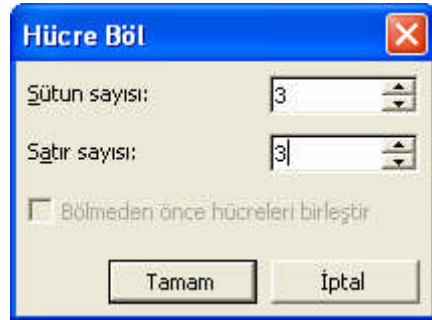 Hücre Böl
Sütun sayısı: 3
Satır sayısı: 3
Bölmeden önce hücreleri birleştir
Tamam İptal